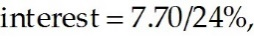 interest = 7.70/24%,